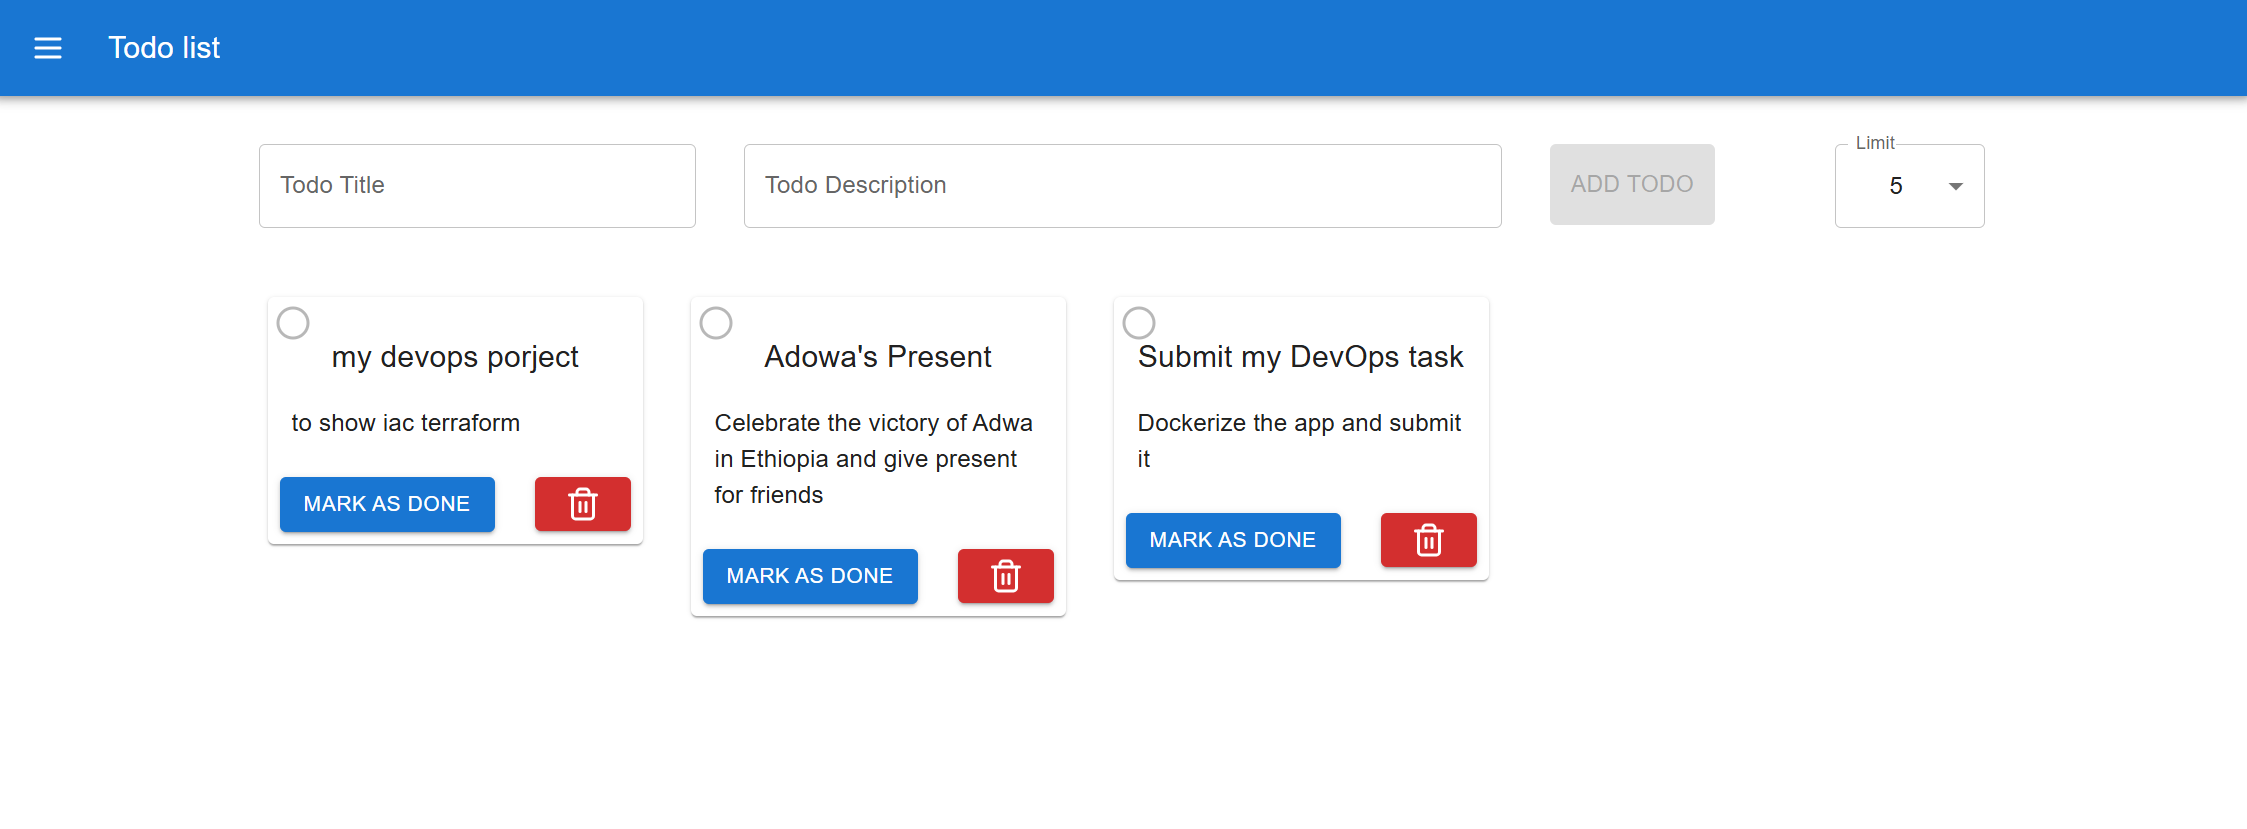 Todo list
Todo Title
Todo Description
ADD TODO
Limit
5
my devops porject
to show iac terraform
MARK AS DONE
Adowa's Present
Celebrate the victory of Adwa
in Ethiopia and give present
for friends
MARK AS DONE
Submit my DevOps task
Dockerize the app and submit
it
MARK AS DONE